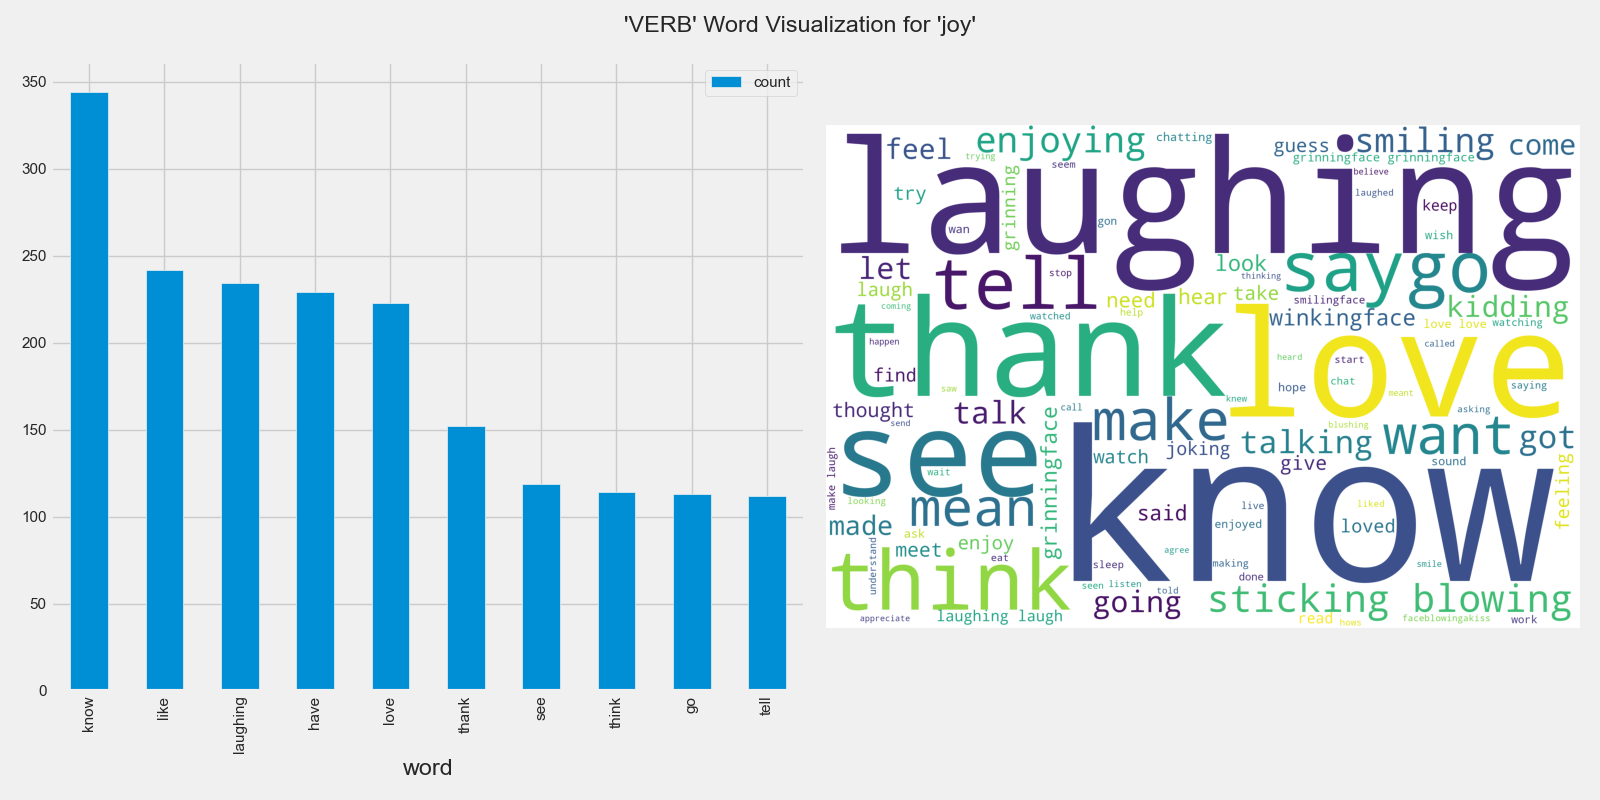 'VERB' Word Visualization for 'joy'
count
350
300
250
200
150
100
50
0
know
like
laughing
have
love
thank
see
think
go
tell
word
laughing
feel
enjoying
chatting
guess
smiling
come
trying
seem
grinningface grinningface
believe
try
grinning
laughed
wan
gon
keep
wish
let
tell
stop
look
thinking
say
go
laugh
coming
need
help
hear
take
smilingface
kidding
watched
winkingface
love love
watching
thank
love
happen
called
find
saw
heard
start
hope
chat
meant
saying
knew
thought
send
talk
call
make
blushing
asking
see
joking
talking
want
got
make laugh
wait
grinningface
watch
give
sound
looking
know
feeling
mean
said
live
liked
made
ask
enjoyed
loved
understand
meet
enjoy
agree
eat
sleep
making
smile
think
done
seen
listen
told
going
sticking
blowing
appreciate
laughing laugh
read
hows
faceblowingakiss
work